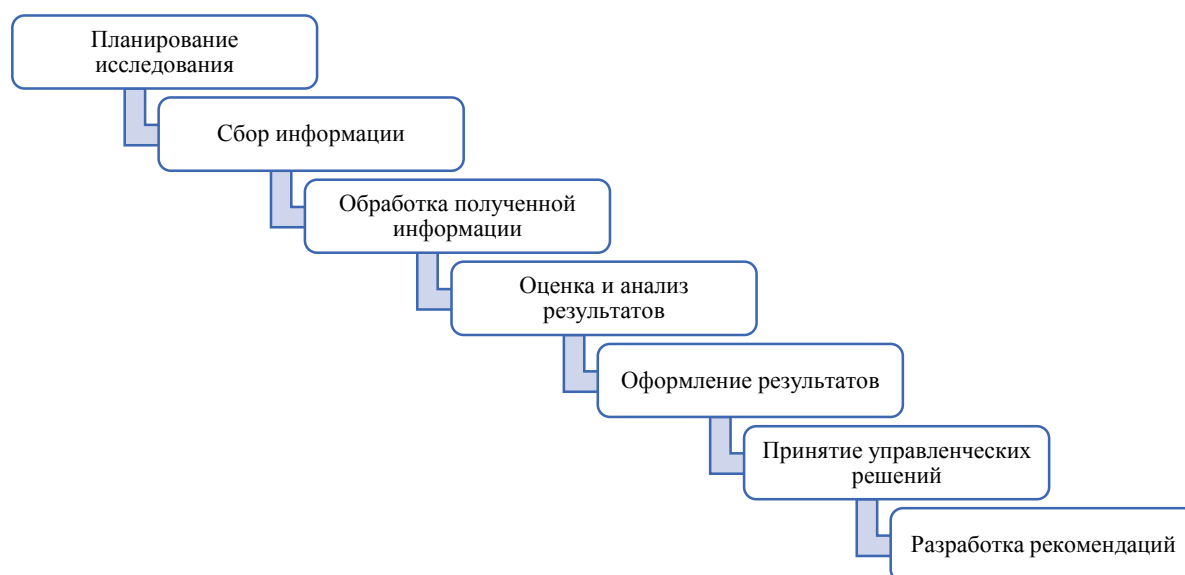 Планирование
исследования
Сбор информации
Обработка полученной
информации
Оценка и анализ
результатов
Оформление результатов
Принятие управленческих
решений
Разработка рекомендаций